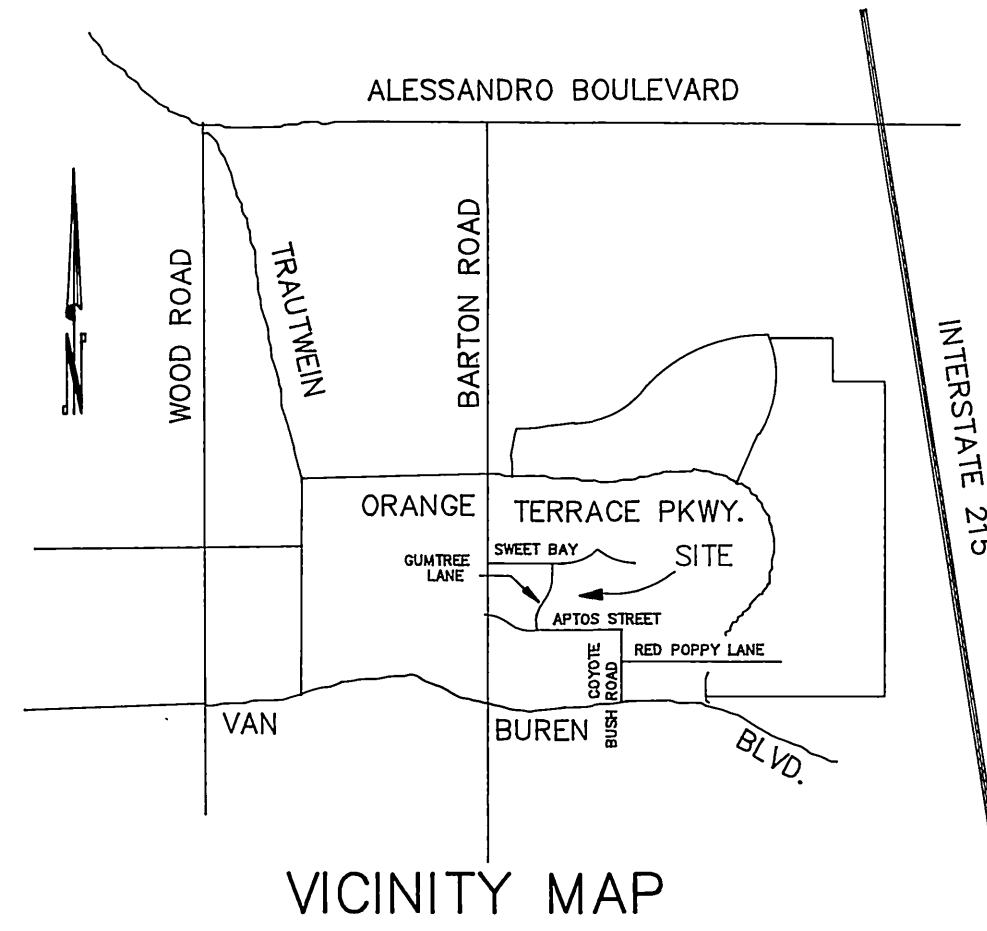 ALESSANDRO BOULEVARD
WOOD ROAD
TRAUTWEIN
BARTON ROAD
INTERSTATE 215
N
ORANGE TERRACE PKWY.
SWEET BAY
SITE
GUMTREE
LANE
APTOS STREET
RED POPPY LANE
COYOTE
BUSH ROAD
VAN BUREN BLVD.
VICINITY MAP